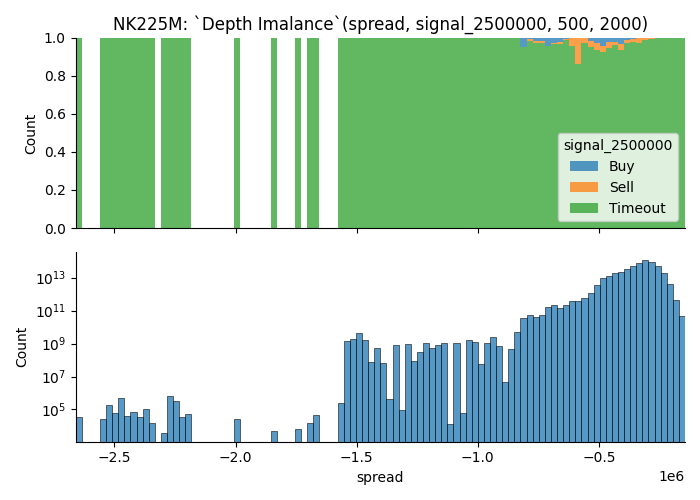 NK225M: `Depth Imalance`(spread, signal_2500000, 500, 2000)
1.0
0.8
0.6
0.4
0.2
0.0
Count
signal_2500000
Buy
Sell
Timeout
10^13
10^11
10^9
10^7
10^5
Count
−2.5
−2.0
−1.5
−1.0
−0.5
1e6
spread